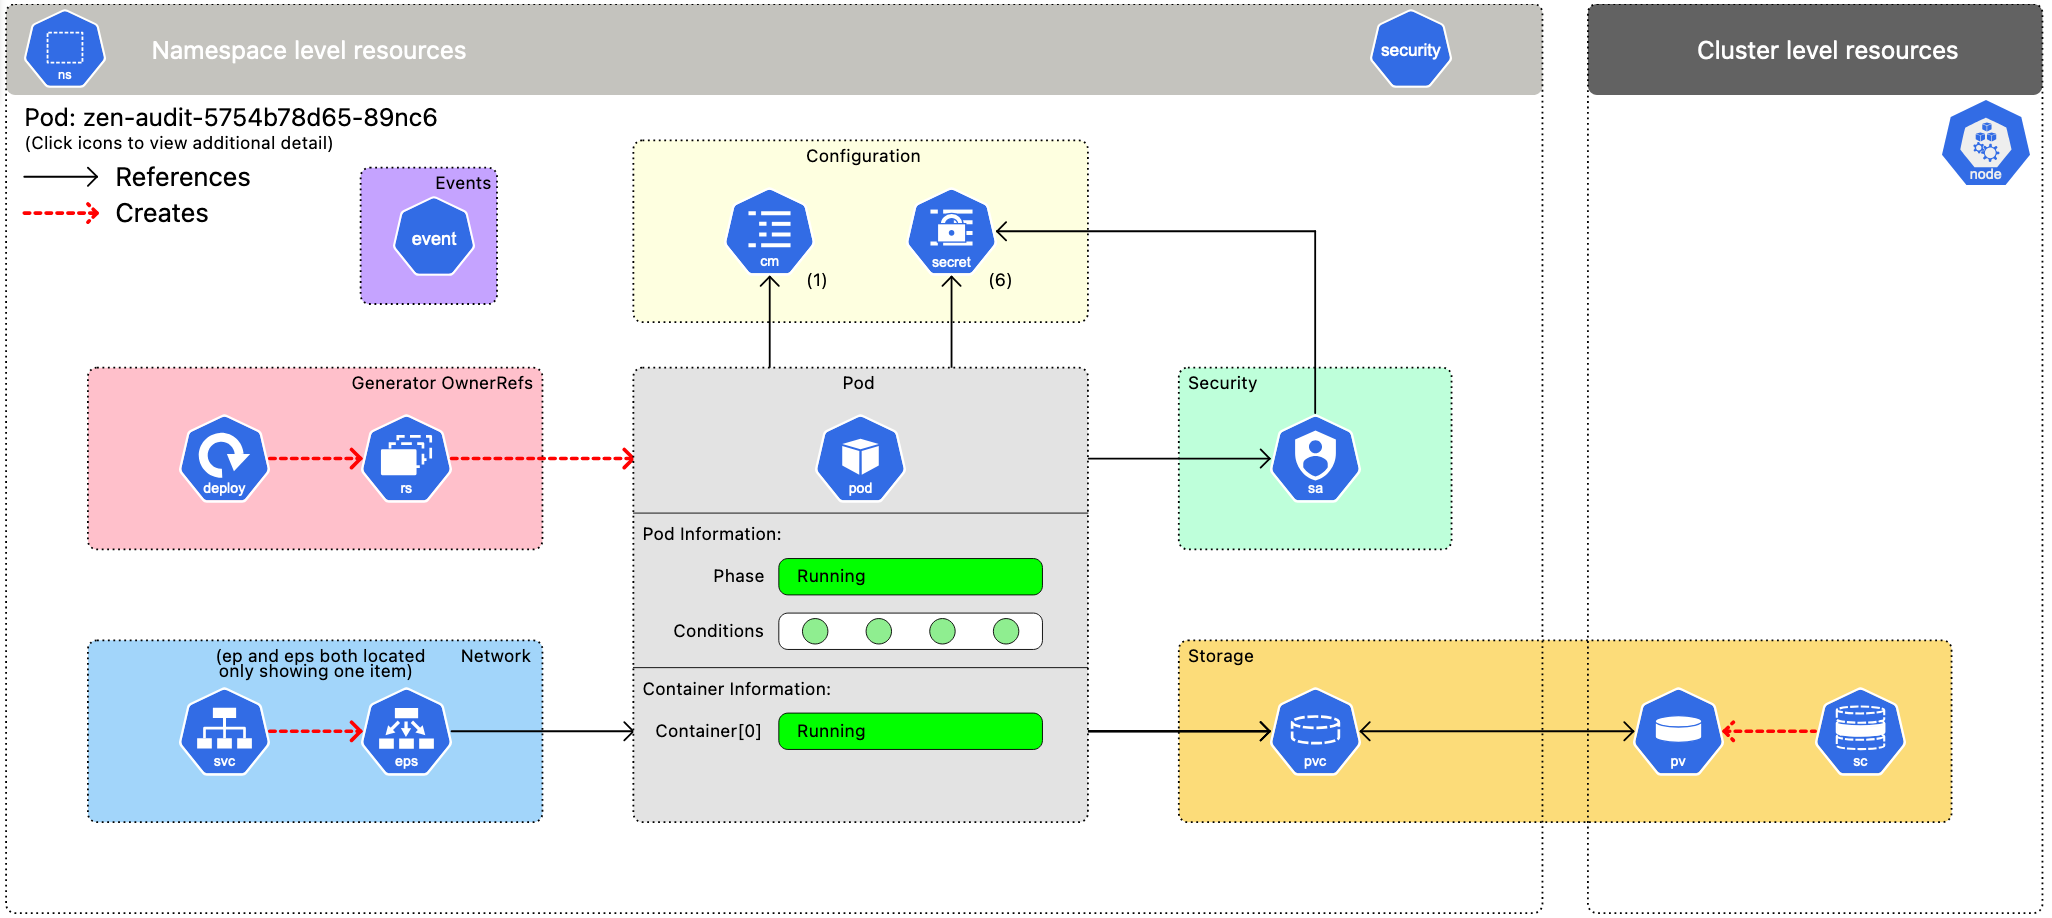 ns
Namespace level resources
security
Cluster level resources
Pod: zen-audit-5754b78d65-89nc6
(Click icons to view additional detail)
References
Creates
Events
event
Configuration
cm
(1)
secret
(6)
node
Generator OwnerRefs
deploy
rs
Pod
pod
Security
sa
Pod Information:
Phase
Running
Conditions
(ep and eps both located
only showing one item)
Network
svc
eps
Container Information:
Container[0]
Running
Storage
pvc
pv
sc